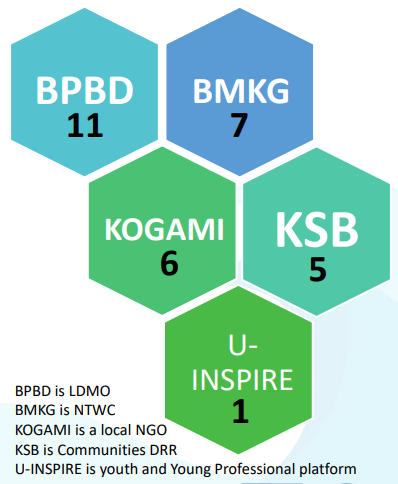 BPBD
11
BMKG
7
KOGAMI
6
KSB
5
U-
INSPIRE
1
BPBD is LDMO
BMKG is NTWC
KOGAMI is a local NGO
KSB is Communities DRR
U-INSPIRE is youth and Young Professional platform